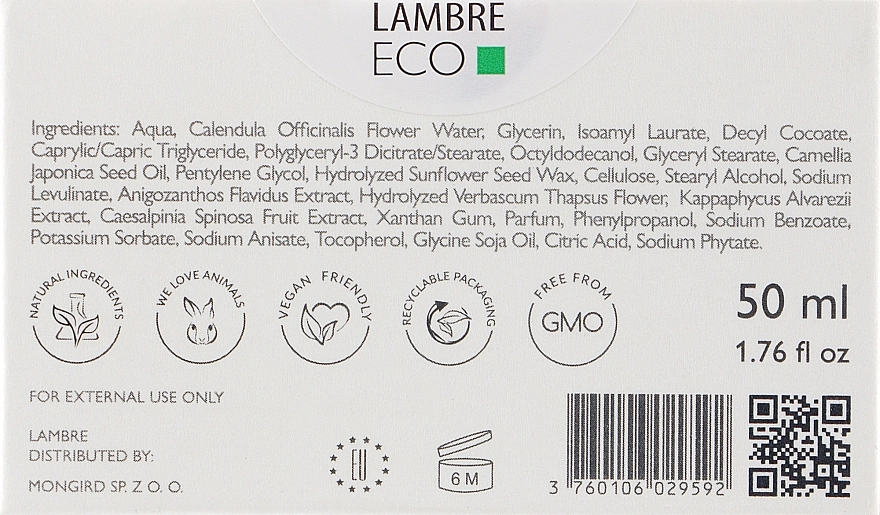 LAMBRE
ECO
Ingredients: Aqua, Calendula Officinalis Flower Water, Glycerin, Isoamyl Laurate, Decyl Cocoate,
Caprylic/Capric Triglyceride, Polyglyceryl-3 Dicitrate/Stearate, Octyldodecanol, Glyceryl Stearate, Camellia
Japonica Seed Oil, Pentylene Glycol, Hydrolyzed Sunflower Seed Wax, Cellulose, Stearyl Alcohol, Sodium
Levulinate, Anigozanthos Flavidus Extract, Hydrolyzed Verbascum Thapsus Flower, Kappaphycus Alvarezii
Extract, Caesalpinia Spinosa Fruit Extract, Xanthan Gum, Parfum, Phenylpropanol, Sodium Benzoate,
Potassium Sorbate, Sodium Anisate, Tocopherol, Glycine Soja Oil, Citric Acid, Sodium Phytate.
NATURAL INGREDIENTS
WE LOVE ANIMALS
VEGAN FRIENDLY
RECYCLABLE PACKAGING
FREE FROM
GMO
50 ml
1.76 fl oz
FOR EXTERNAL USE ONLY
LAMBRE
DISTRIBUTED BY:
MONGIRD SP. Z O. O.
EU
6 M
3 760106 029592